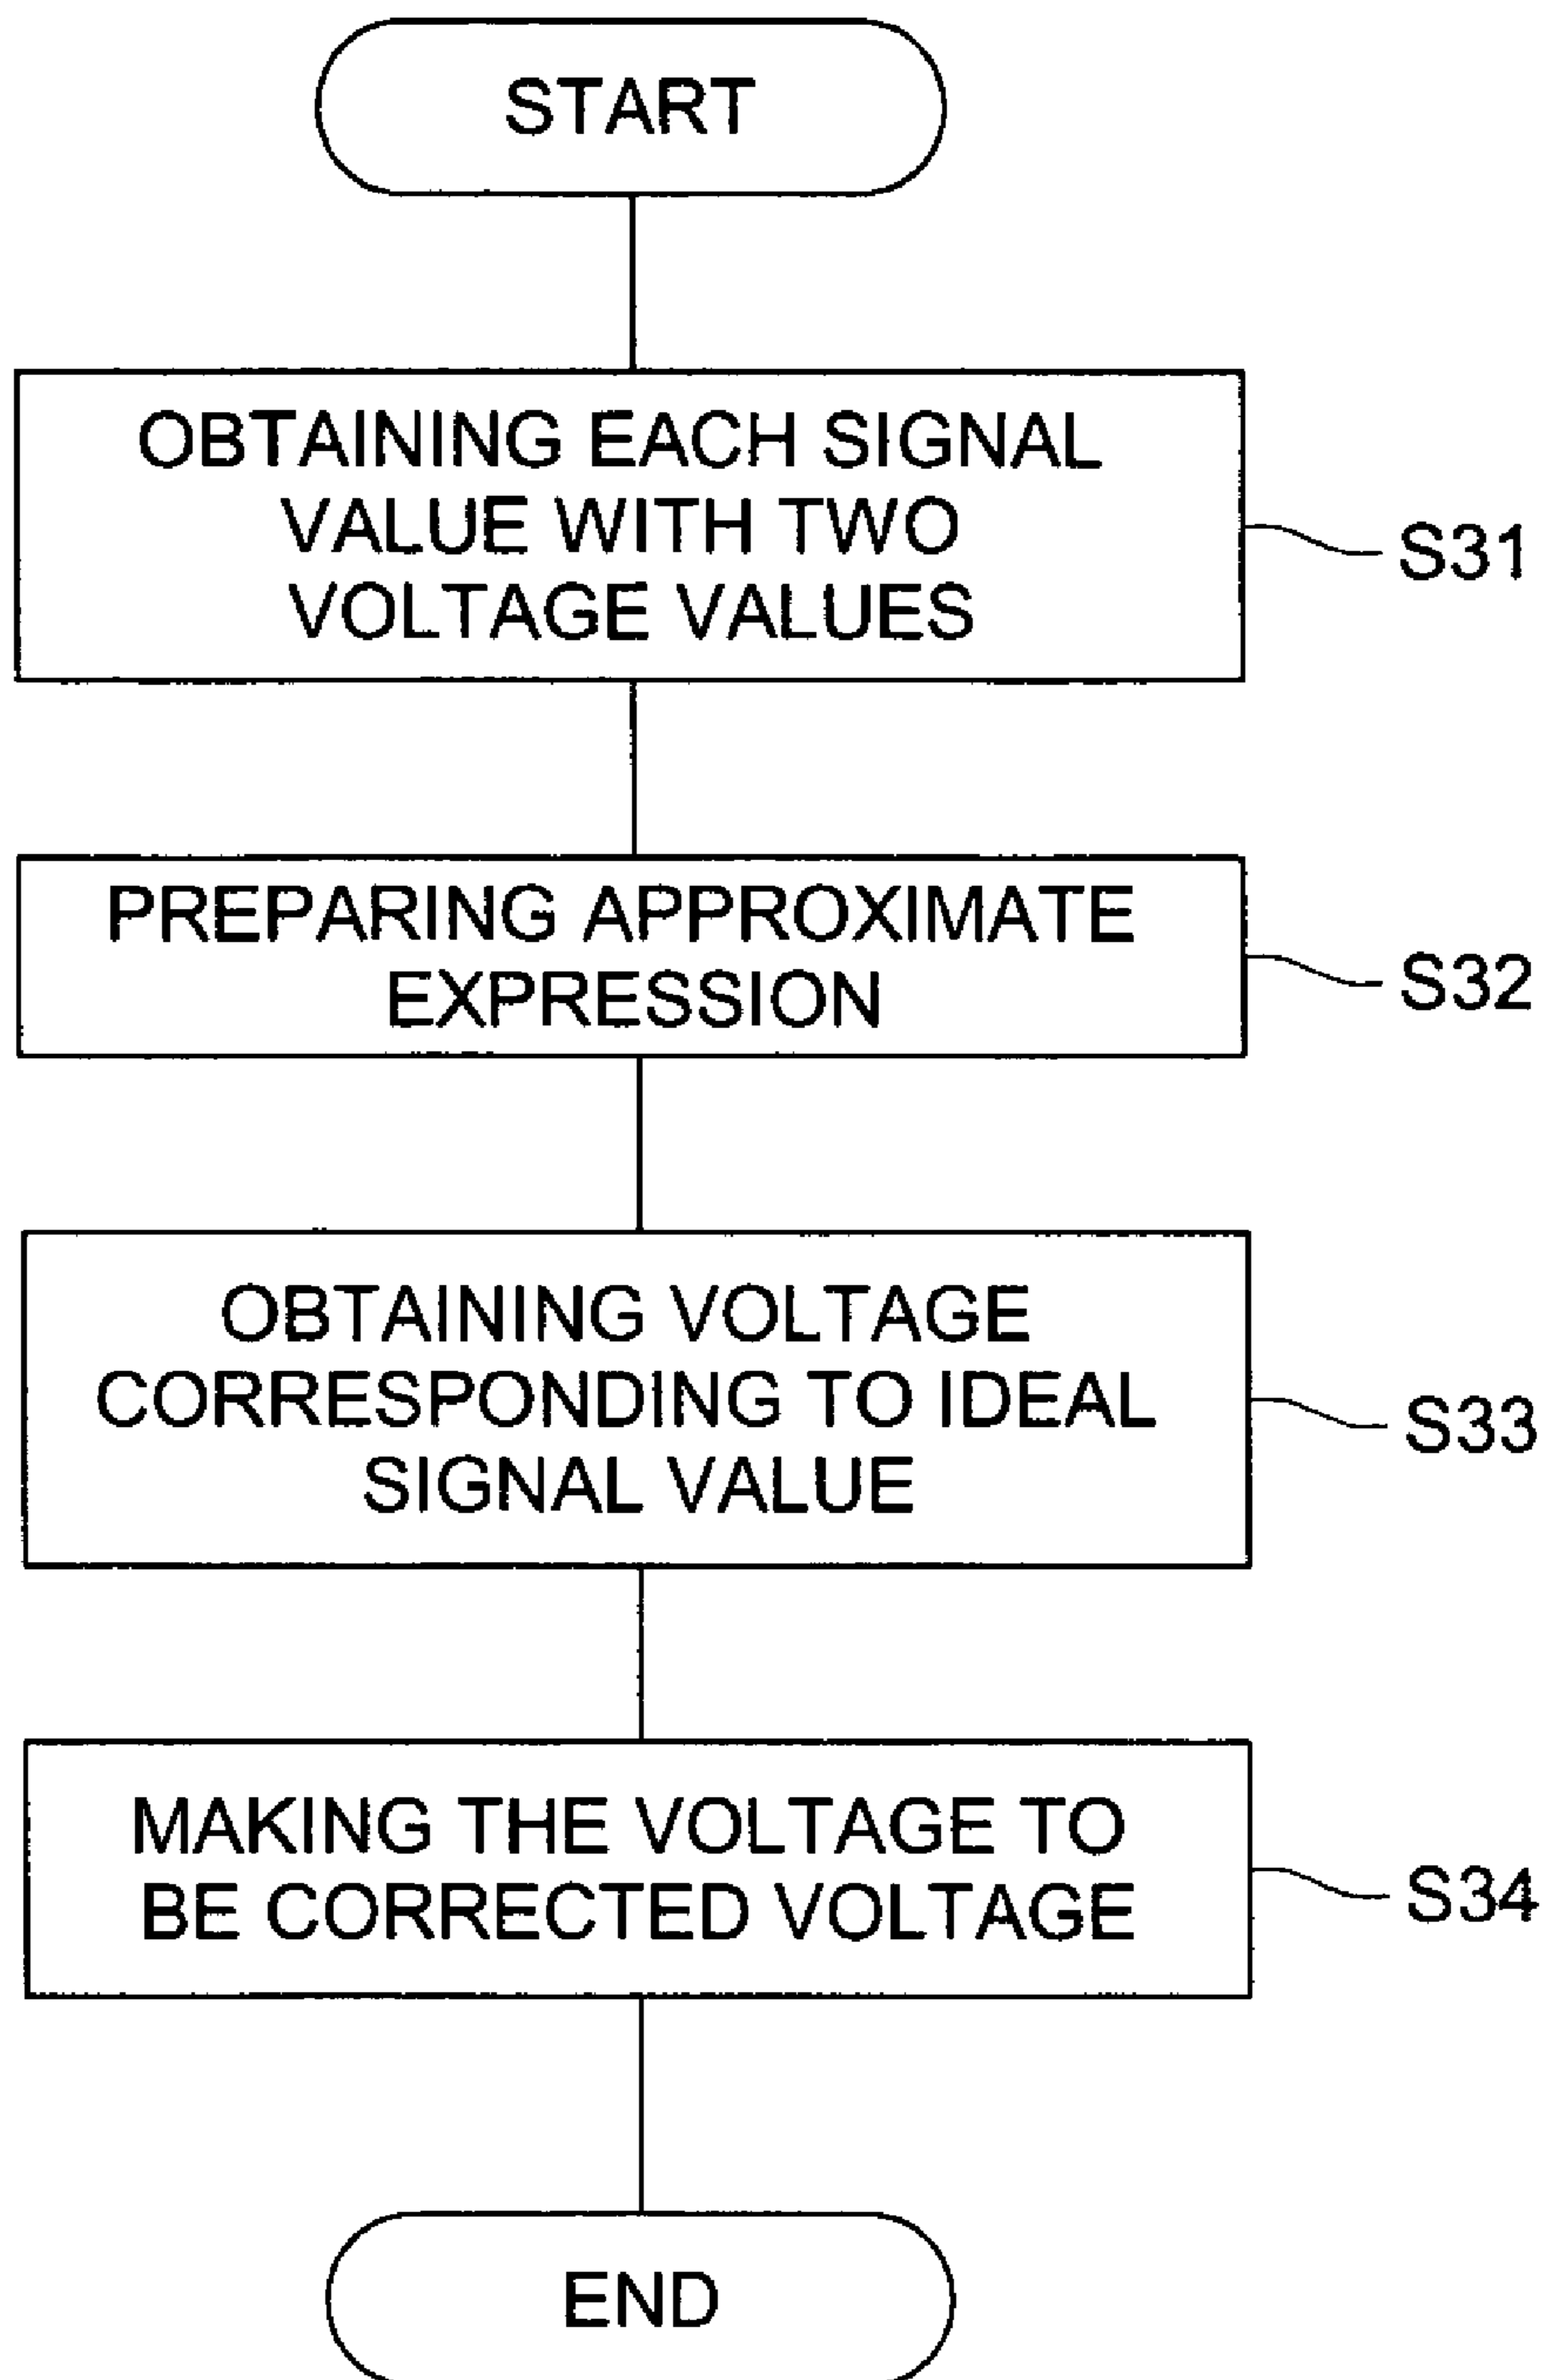 START
OBTAINING EACH SIGNAL
VALUE WITH TWO
VOLTAGE VALUES
S31
PREPARING APPROXIMATE
EXPRESSION
S32
OBTAINING VOLTAGE
CORRESPONDING TO IDEAL
SIGNAL VALUE
S33
MAKING THE VOLTAGE TO
BE CORRECTED VOLTAGE
S34
END